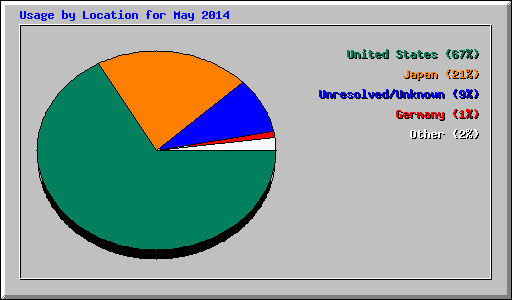 Usage by Location for May 2014
United States (67%)
Japan (21%)
Unresolved/Unknown (9%)
Germany (1%)
Other (2%)